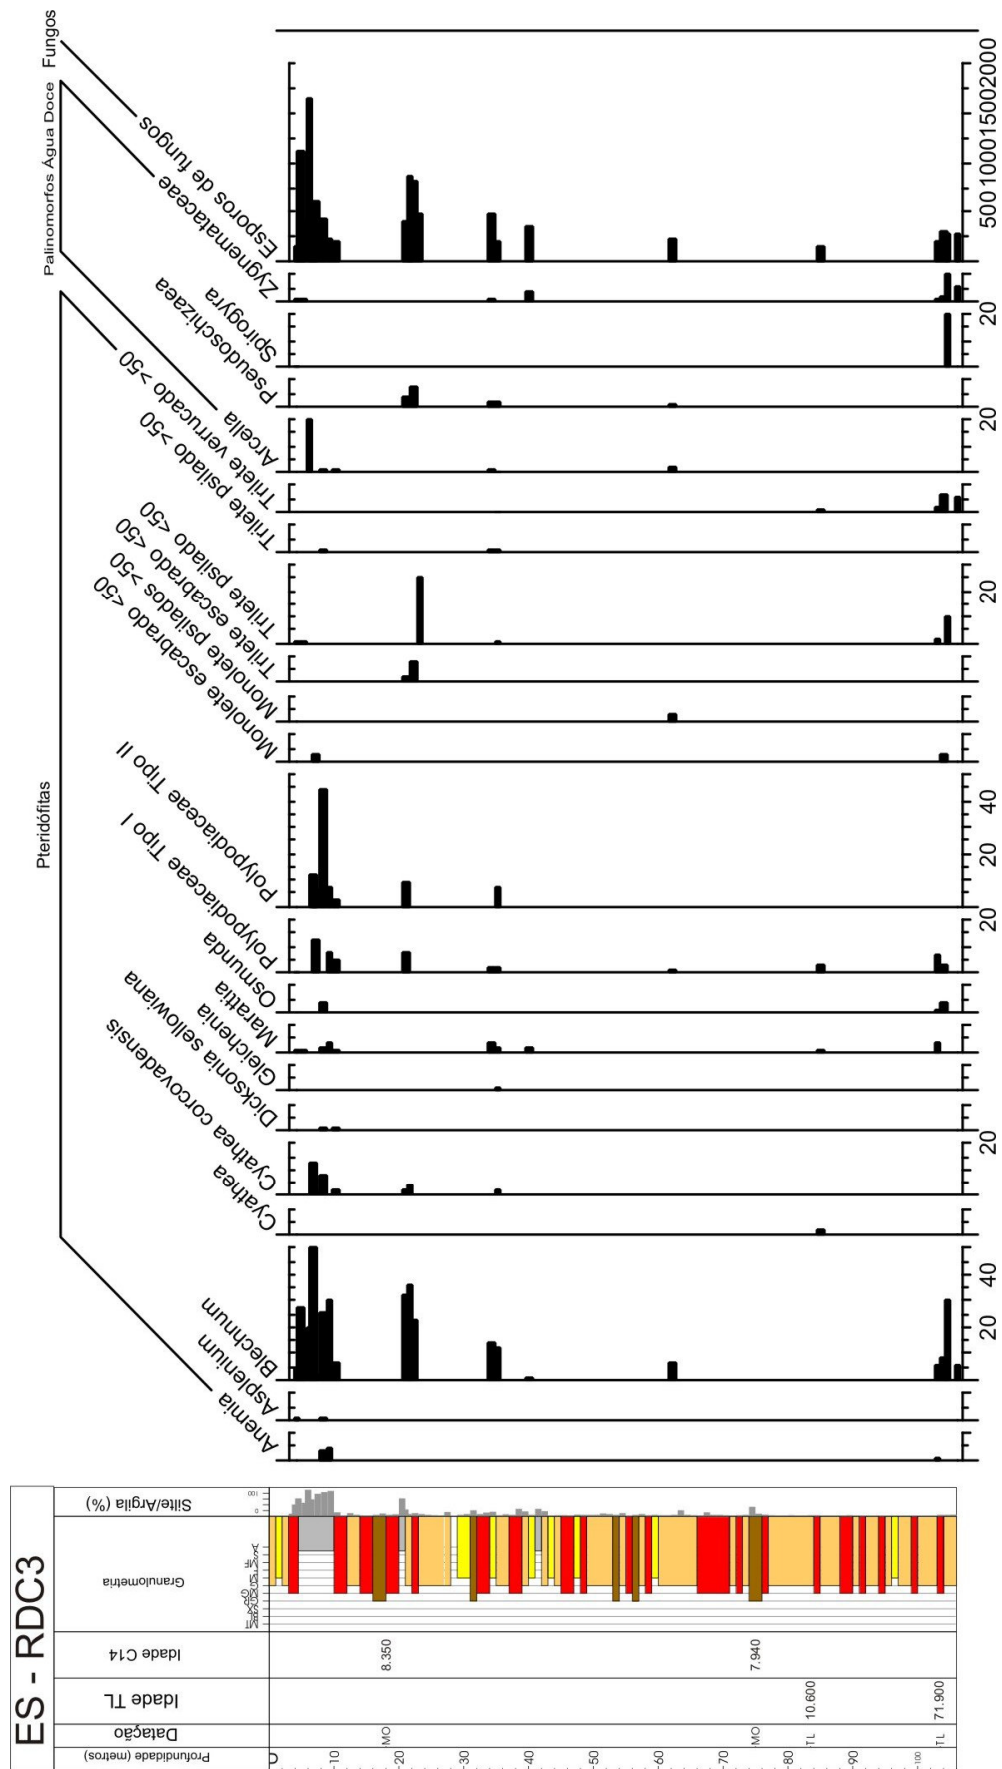 ES - RDC3
Profundidade (metros)
Datação
Idade TL
Idade C14
Granulometria
Silte/Argila (%)
0
10
20
30
40
50
60
70
80
90
100
MO
MO
TL
TL
10.600
71.900
8.350
7.940
MT
100
0
Pteridófitas
Palinomorfos Água Doce
Fungos
Anemia
Asplenium
Blechnum
Cyathea
Cyathea corcovadensis
Dicksonia sellowiana
Gleichenia
Marattia
Osmunda
Polypodiaceae Tipo I
Polypodiaceae Tipo II
Monolete escabrado <50
Monolete psilados >50
Trilete escabrado <50
Trilete psilado <50
Trilete psilado >50
Trilete verrucado >50
Arcella
Pseudoschizaea
Spirogyra
Zygnemataceae
Esporos de fungos
20
40
20
20
20
40
20
20
20
500
1000
1500
2000